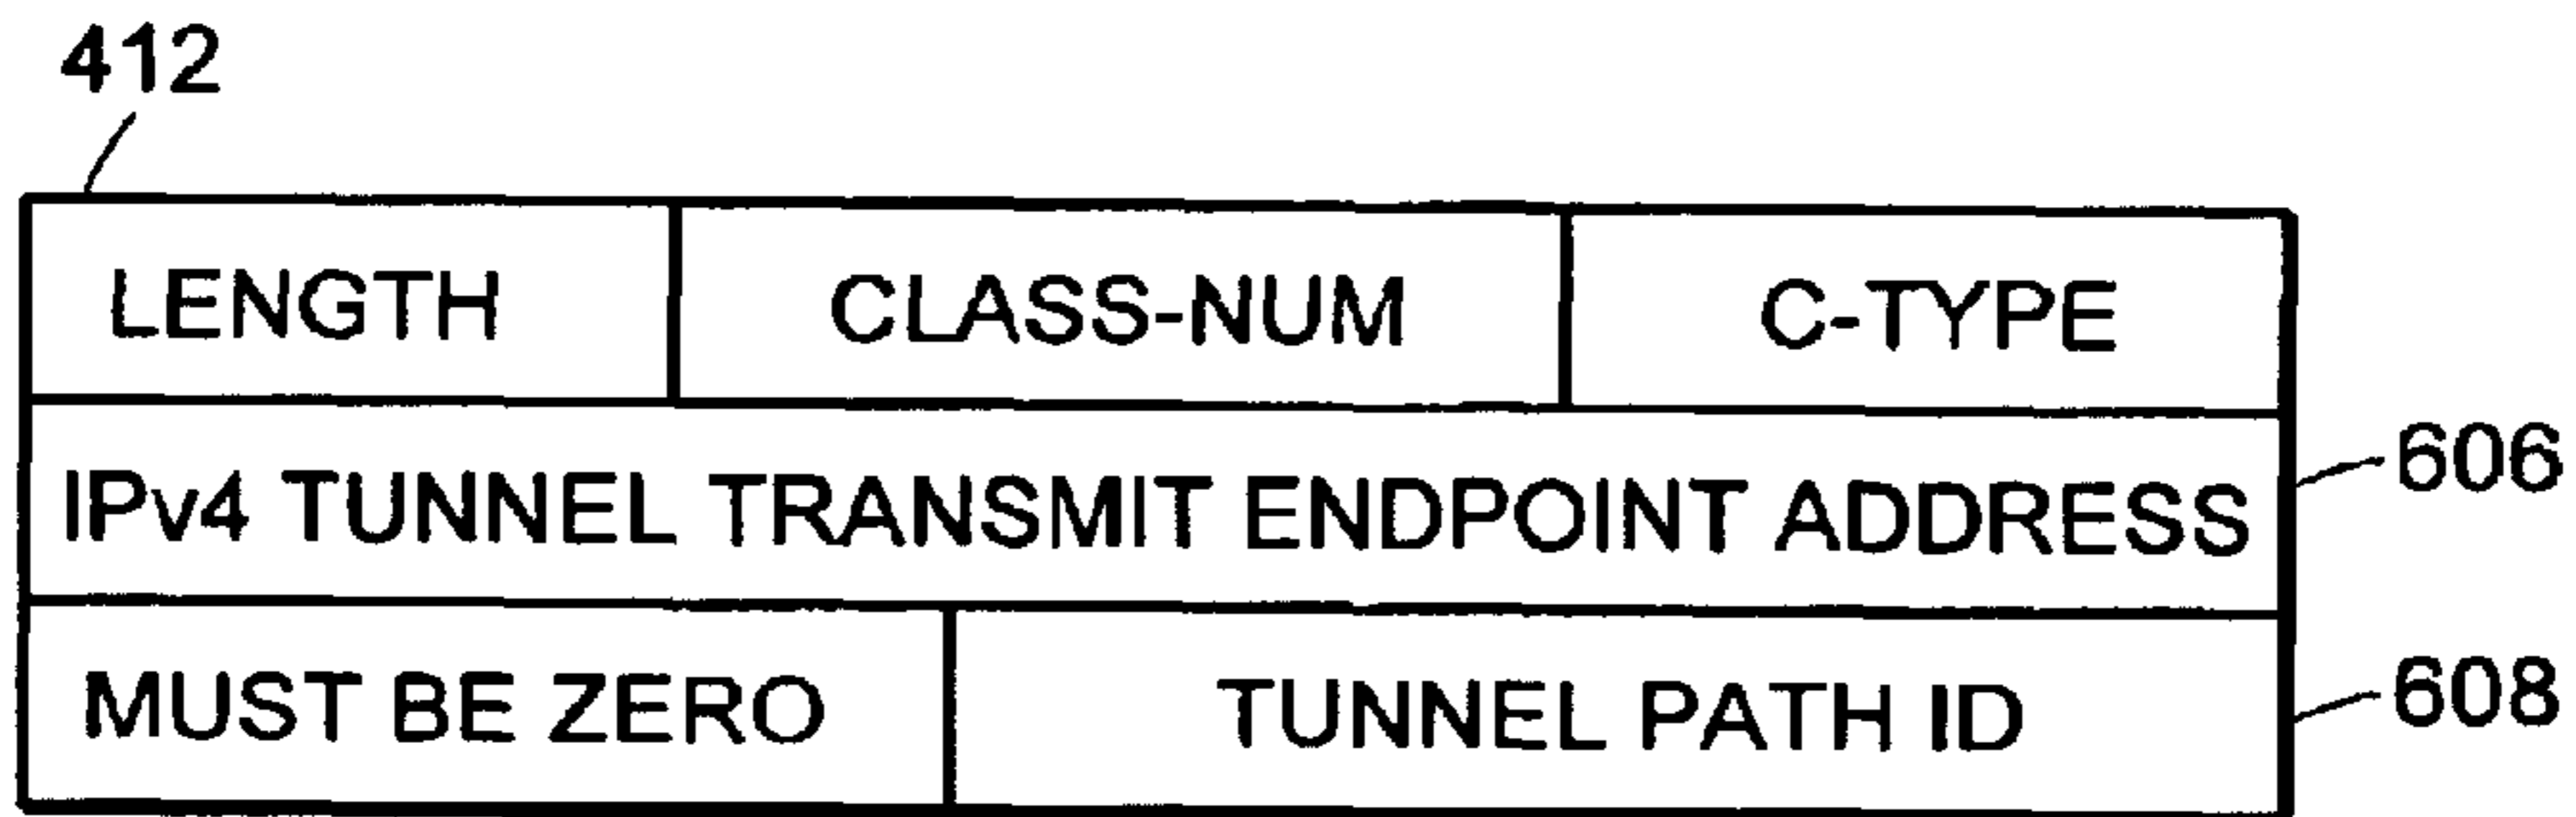 412
LENGTH CLASS-NUM C-TYPE
IPv4 TUNNEL TRANSMIT ENDPOINT ADDRESS 606
MUST BE ZERO TUNNEL PATH ID 608